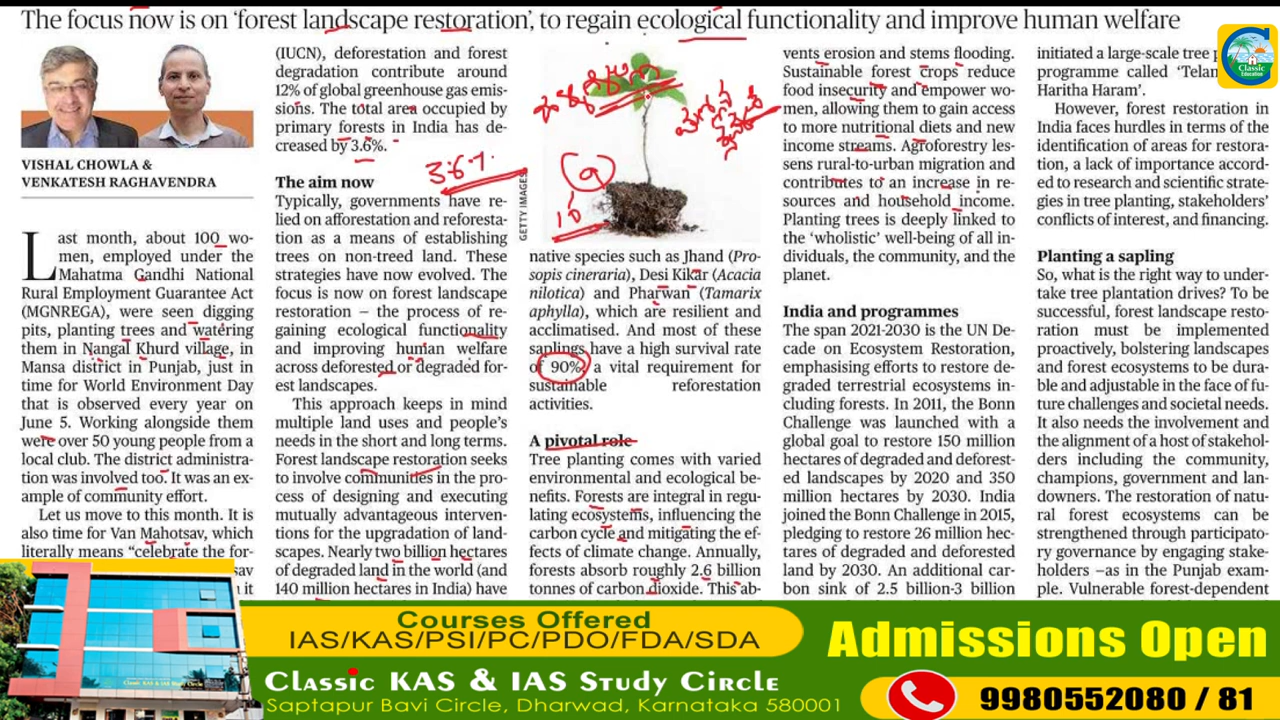 The focus now is on ‘forest landscape restoration’, to regain ecological functionality and improve human welfare
VISHAL CHOWLA &
VENKATESH RAGHAVENDRA
Last month, about 100 wo-
men, employed under the
Mahatma Gandhi National
Rural Employment Guarantee Act
(MGNREGA), were seen digging
pits, planting trees and watering
them in Nangal Khurd village, in
Mansa district in Punjab, just in
time for World Environment Day
that is observed every year on
June 5. Working alongside them
were over 50 young people from a
local club. The district administra-
tion was involved too. It was an ex-
ample of community effort.
Let us move to this month. It is
also time for Van Mahotsav, which
literally means “celebrate the for-
(IUCN), deforestation and forest
degradation contribute around
12% of global greenhouse gas emis-
sions. The total area occupied by
primary forests in India has de-
creased by 3.6%.
3.6%
The aim now
Typically, governments have re-
lied on afforestation and reforesta-
tion as a means of establishing
trees on non-treed land. These
strategies have now evolved. The
focus is now on forest landscape
restoration – the process of re-
gaining ecological functionality
and improving human welfare
across deforested or degraded for-
est landscapes.
This approach keeps in mind
multiple land uses and people’s
needs in the short and long terms.
Forest landscape restoration seeks
to involve communities in the pro-
cess of designing and executing
mutually advantageous interven-
tions for the upgradation of land-
scapes. Nearly two billion hectares
of degraded land in the world (and
140 million hectares in India) have
GETTY IMAGES
9
10
native species such as Jhand (Pro-
sopis cineraria), Desi Kikar (Acacia
nilotica) and Pharwan (Tamarix
aphylla), which are resilient and
acclimatised. And most of these
saplings have a high survival rate
of 90%, a vital requirement for
sustainable reforestation
activities.
A pivotal role
Tree planting comes with varied
environmental and ecological be-
nefits. Forests are integral in regu-
lating ecosystems, influencing the
carbon cycle and mitigating the ef-
fects of climate change. Annually,
forests absorb roughly 2.6 billion
tonnes of carbon dioxide. This ab-
vents erosion and stems flooding.
Sustainable forest crops reduce
food insecurity and empower wo-
men, allowing them to gain access
to more nutritional diets and new
income streams. Agroforestry les-
sens rural-to-urban migration and
contributes to an increase in re-
sources and household income.
Planting trees is deeply linked to
the ‘wholistic’ well-being of all in-
dividuals, the community, and the
planet.
India and programmes
The span 2021-2030 is the UN De-
cade on Ecosystem Restoration,
emphasising efforts to restore de-
graded terrestrial ecosystems in-
cluding forests. In 2011, the Bonn
Challenge was launched with a
global goal to restore 150 million
hectares of degraded and deforest-
ed landscapes by 2020 and 350
million hectares by 2030. India
joined the Bonn Challenge in 2015,
pledging to restore 26 million hec-
tares of degraded and deforested
land by 2030. An additional car-
bon sink of 2.5 billion-3 billion
initiated a large-scale tree
programme called ‘Telan
Haritha Haram’.
However, forest restoration in
India faces hurdles in terms of the
identification of areas for restora-
tion, a lack of importance accord-
ed to research and scientific strate-
gies in tree planting, stakeholders’
conflicts of interest, and financing.
Planting a sapling
So, what is the right way to under-
take tree plantation drives? To be
successful, forest landscape resto-
ration must be implemented
proactively, bolstering landscapes
and forest ecosystems to be dura-
ble and adjustable in the face of fu-
ture challenges and societal needs.
It also needs the involvement and
the alignment of a host of stakehol-
ders including the community,
champions, government and lan-
downers. The restoration of natu-
ral forest ecosystems can be
strengthened through participato-
ry governance by engaging stake-
holders –as in the Punjab exam-
ple. Vulnerable forest-dependent
Classic
Education
Courses Offered
IAS/KAS/PSI/PC/PDO/FDA/SDA
Classic KAS & IAS Study Circle
Saptapur Bavi Circle, Dharwad, Karnataka 580001
Admissions Open
9980552080 / 81